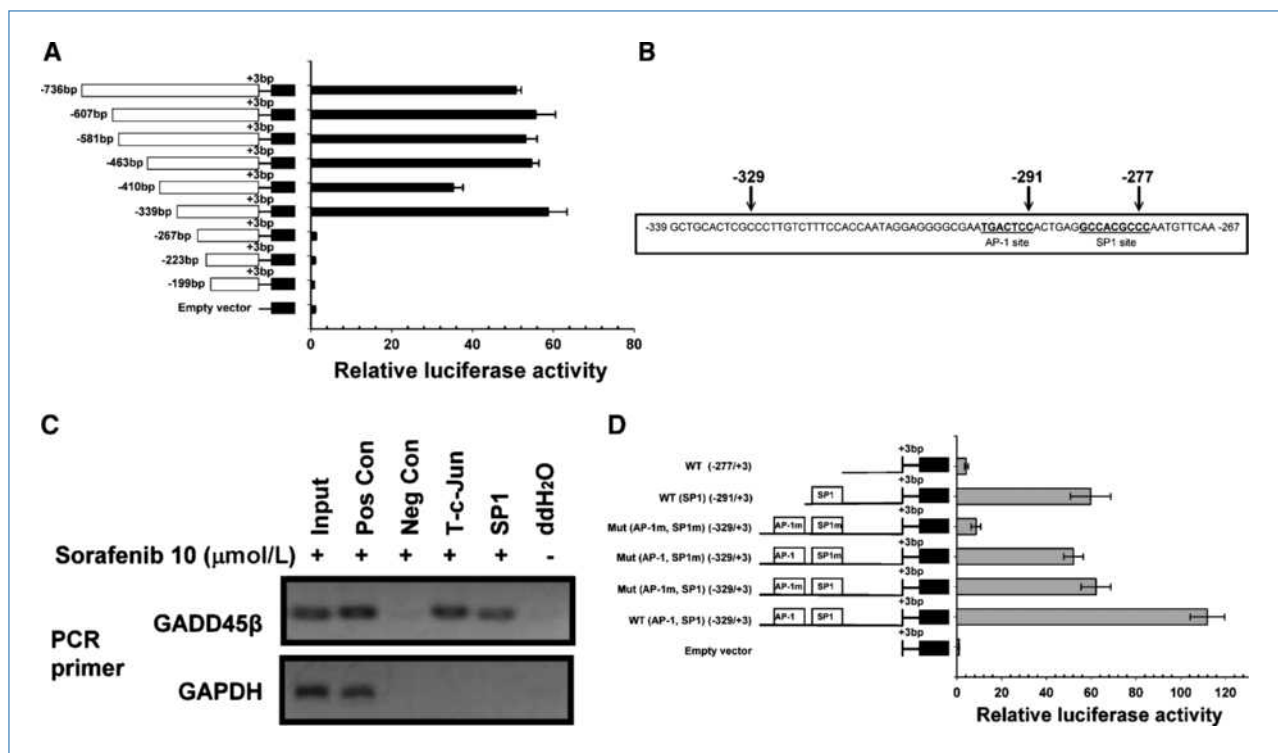 A
+3bp
-736bp
+3bp
-607bp
+3bp
-581bp
+3bp
-463bp
+3bp
-410bp
+3bp
-339bp
+3bp
-267bp
+3bp
-223bp
+3bp
-199bp
Empty vector
0 20 40 60 80
Relative luciferase activity
B
-329 -291 -277
-339 GCTGCACTCGCCCTTGTCTTTCCACCAATAGGAGGGGCGAATGACTCCACTGAGGCCACGCCCAATGTTCAA -267
AP-1 site SP1 site
C
Input Pos Con Neg Con T-c-Jun SP1 ddH2O
Sorafenib 10 (μmol/L) + + + + + -
PCR primer
GADD45β
GAPDH
D
+3bp
WT (-277/+3)
+3bp
WT (SP1) (-291/+3) SP1
+3bp
Mut (AP-1m, SP1m) (-329/+3) AP-1m SP1m
+3bp
Mut (AP-1, SP1m) (-329/+3) AP-1 SP1m
+3bp
Mut (AP-1m, SP1) (-329/+3) AP-1m SP1
+3bp
WT (AP-1, SP1) (-329/+3) AP-1 SP1
+3bp
Empty vector
0 20 40 60 80 100 120
Relative luciferase activity